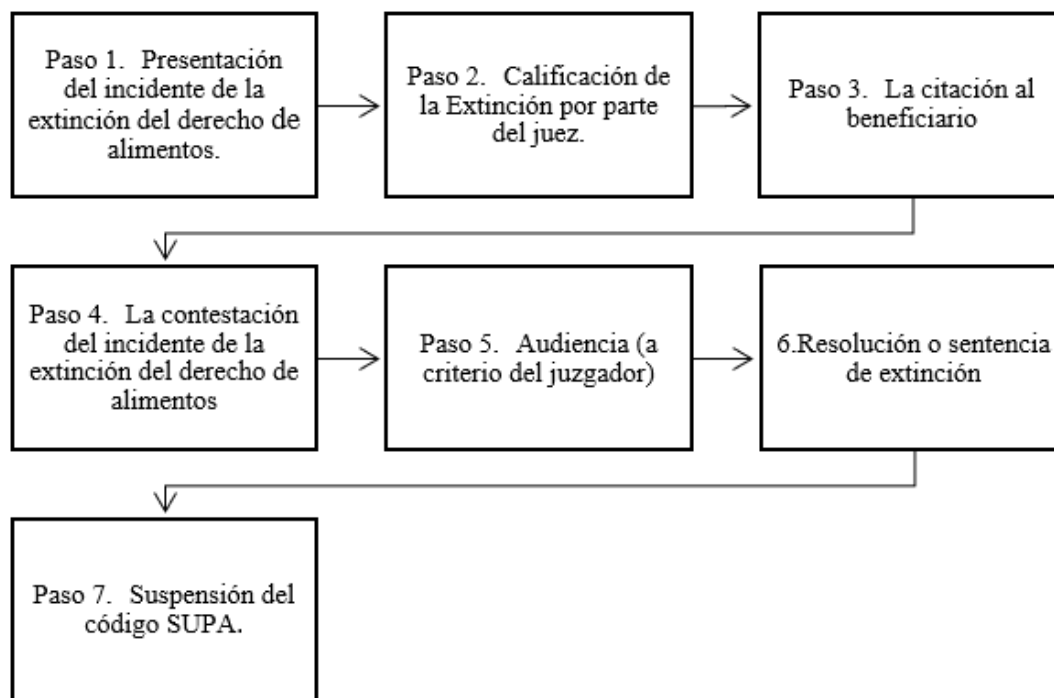 Paso 1. Presentación
del incidente de la
extinción del derecho de
alimentos.
Paso 2. Calificación de
la Extinción por parte
del juez.
Paso 3. La citación al
beneficiario
Paso 4. La contestación
del incidente de la
extinción del derecho de
alimentos
Paso 5. Audiencia (a
criterio del juzgador)
6.Resolución o sentencia
de extinción
Paso 7. Suspensión del
código SUPA.